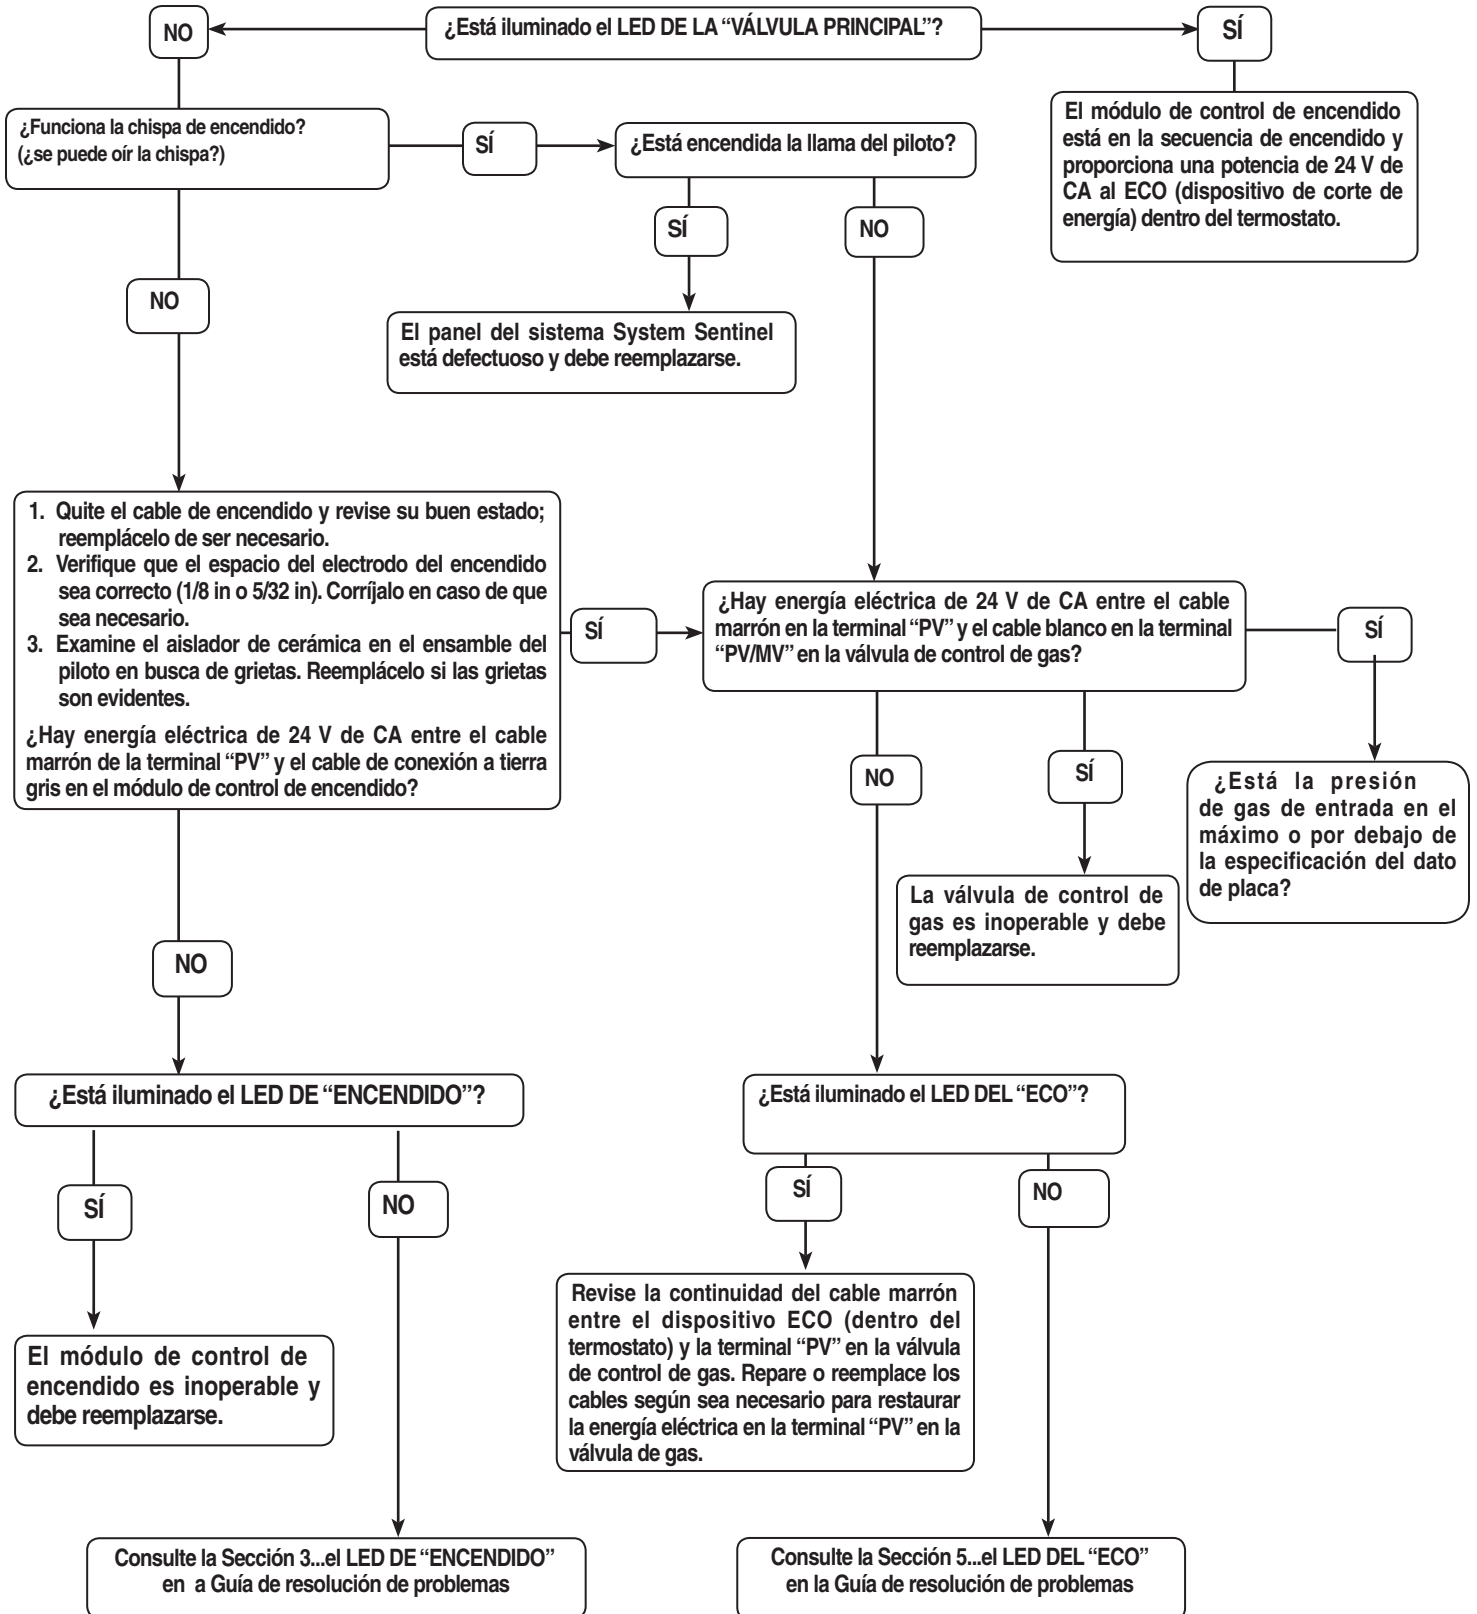 NO
¿Está iluminado el LED DE LA “VÁLVULA PRINCIPAL”?
SÍ
¿Funciona la chispa de encendido?
(¿se puede oír la chispa?)
SÍ
¿Está encendida la llama del piloto?
El módulo de control de encendido
está en la secuencia de encendido y
proporciona una potencia de 24 V de
CA al ECO (dispositivo de corte de
energía) dentro del termostato.
SÍ
NO
NO
El panel del sistema System Sentinel
está defectuoso y debe reemplazarse.
1. Quite el cable de encendido y revise su buen estado;
reemplácelo de ser necesario.
2. Verifique que el espacio del electrodo del encendido
sea correcto (1/8 in o 5/32 in). Corríjalo en caso de que
sea necesario.
3. Examine el aislador de cerámica en el ensamble del
piloto en busca de grietas. Reemplácelo si las grietas
son evidentes.
¿Hay energía eléctrica de 24 V de CA entre el cable
marrón de la terminal “PV” y el cable de conexión a tierra
gris en el módulo de control de encendido?
SÍ
¿Hay energía eléctrica de 24 V de CA entre el cable
marrón en la terminal “PV” y el cable blanco en la terminal
“PV/MV” en la válvula de control de gas?
SÍ
NO
SÍ
¿Está la presión
de gas de entrada en el
máximo o por debajo de
la especificación del dato
de placa?
La válvula de control de
gas es inoperable y debe
reemplazarse.
NO
¿Está iluminado el LED DE “ENCENDIDO”?
¿Está iluminado el LED DEL “ECO”?
SÍ
NO
SÍ
NO
El módulo de control de
encendido es inoperable y
debe reemplazarse.
Revise la continuidad del cable marrón
entre el dispositivo ECO (dentro del
termostato) y la terminal “PV” en la válvula
de control de gas. Repare o reemplace los
cables según sea necesario para restaurar
la energía eléctrica en la terminal “PV” en la
válvula de gas.
Consulte la Sección 3...el LED DE “ENCENDIDO”
en a Guía de resolución de problemas
Consulte la Sección 5...el LED DEL “ECO”
en la Guía de resolución de problemas